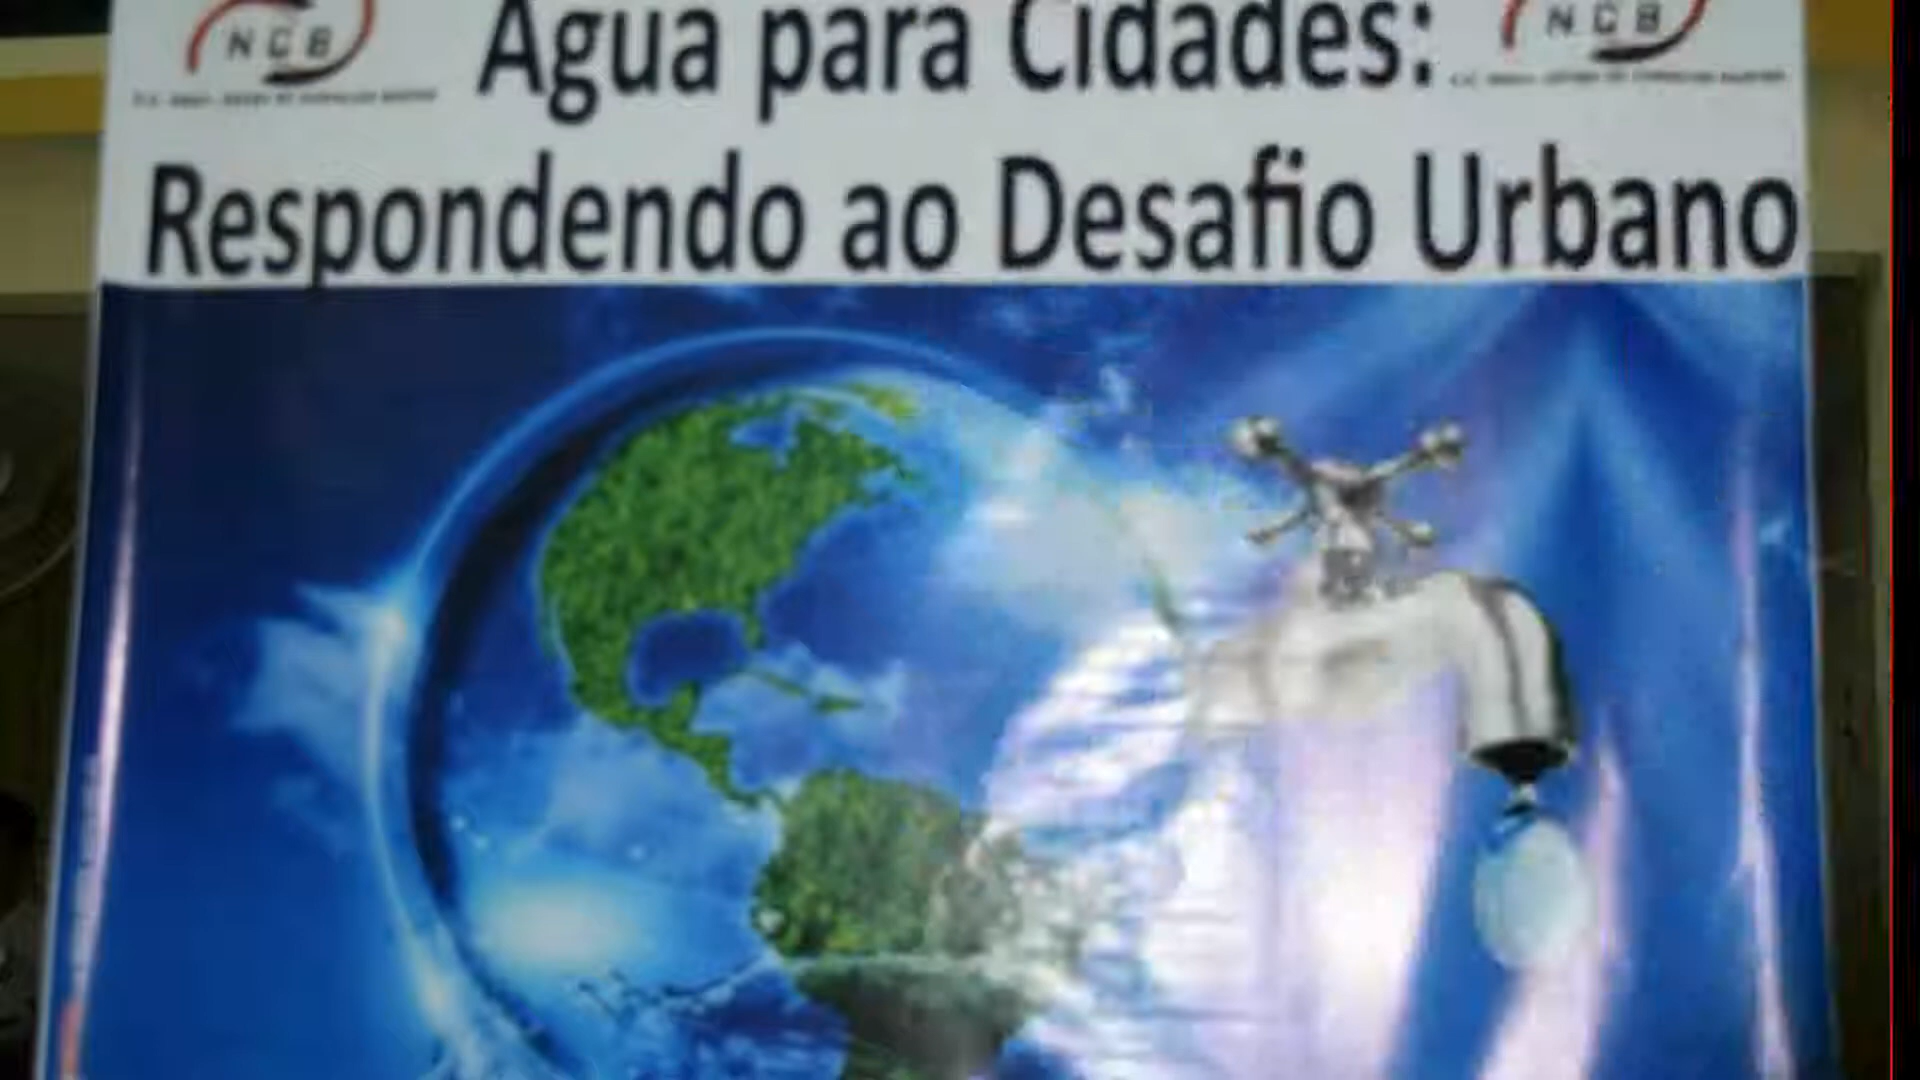 NCB Água para Cidades: NCB
Respondendo ao Desafio Urbano